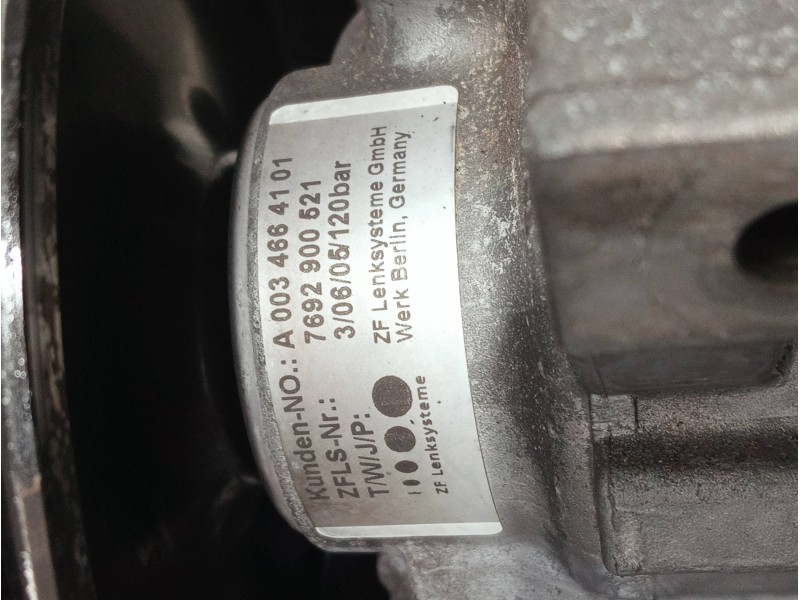 Kunden-NO.: A 003 466 41 01
ZFLS-Nr.: 7692 900 521
T/W/J/P: 3/06/05/120bar
ZF Lenksysteme GmbH
Werk Berlin, Germany
ZF Lenksysteme